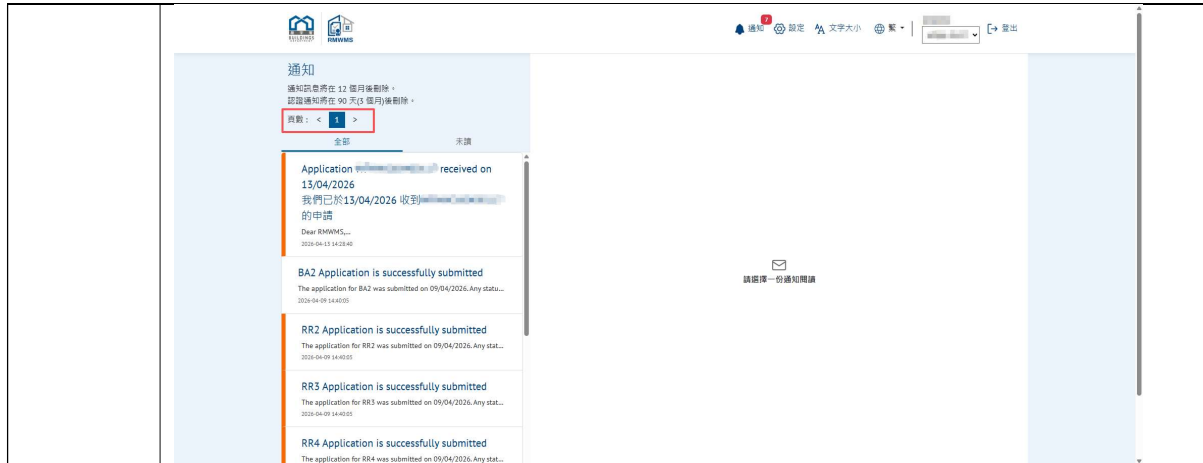 BUILDINGS
RMWMS
通知
7
設定
文字大小
繁
登出
通知
通知訊息將在 12 個月後刪除。
認證通知將在 90 天(3 個月)後刪除。
頁數： < 1 >
全部
未讀
Application received on
13/04/2026
我們已於13/04/2026 收到
的申請
Dear RMWMS,...
2026-04-13 14:28:40
BA2 Application is successfully submitted
The application for BA2 was submitted on 09/04/2026. Any statu...
2026-04-09 14:40:05
RR2 Application is successfully submitted
The application for RR2 was submitted on 09/04/2026. Any stat...
2026-04-09 14:40:05
RR3 Application is successfully submitted
The application for RR3 was submitted on 09/04/2026. Any stat...
2026-04-09 14:40:05
RR4 Application is successfully submitted
The application for RR4 was submitted on 09/04/2026. Any stat...
請選擇一份通知閱讀